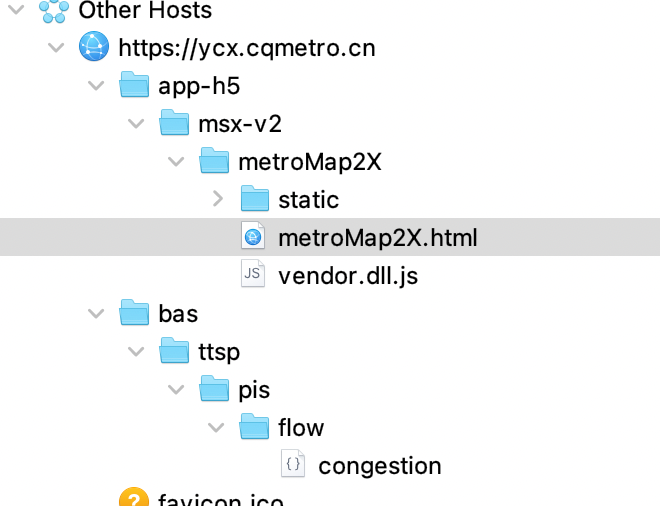 Other Hosts
https://ycx.cqmetro.cn
app-h5
msx-v2
metroMap2X
static
metroMap2X.html
JS vendor.dll.js
bas
ttsp
pis
flow
{} congestion
? favicon.ico